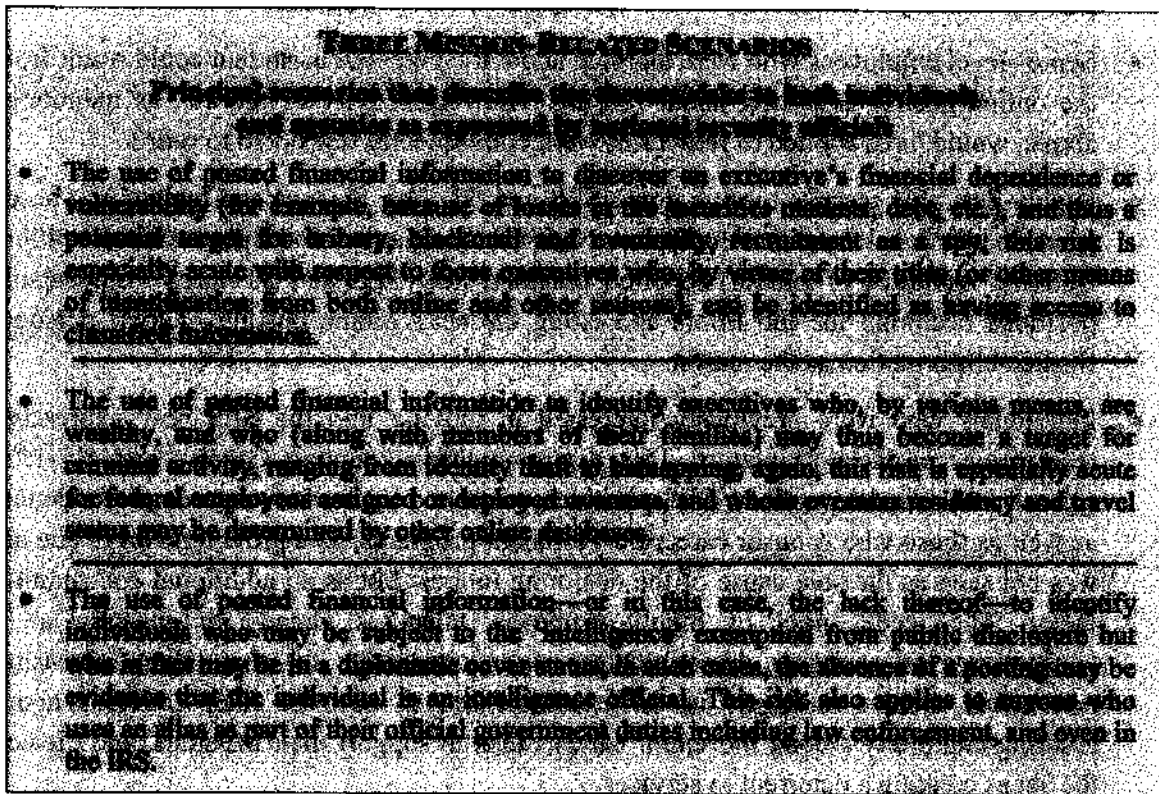 THREE MISSION-RELATED SCENARIOS
Principal scenarios that describe the threats/risks to both individuals
and agencies as expressed by national security officials
• The use of posted financial information to discover an executive's financial dependence or
vulnerability (for example, because of losses in the securities markets, debt, etc.), and thus a
potential target for bribery, blackmail and eventually, recruitment as a spy; this risk is
especially acute with respect to those executives who, by virtue of their titles (or other means
of identification from both online and other sources), can be identified as having access to
classified information.
• The use of posted financial information to identify executives who, by various means, are
wealthy, and who (along with members of their families) may thus become a target for
criminal activity, ranging from identity theft to kidnapping; again, this risk is especially acute
for federal employees assigned or deployed overseas, and whose overseas residency and travel
status may be determined by other online databases.
• The use of posted financial information—or in this case, the lack thereof—to identify
individuals who may be subject to the 'intelligence' exemption from public disclosure but
who in fact may be in a diplomatic cover status. In such cases, the absence of a posting may be
evidence that the individual is an intelligence official. This risk also applies to anyone who
uses an alias as part of their official government duties including law enforcement, and even in
the IRS.